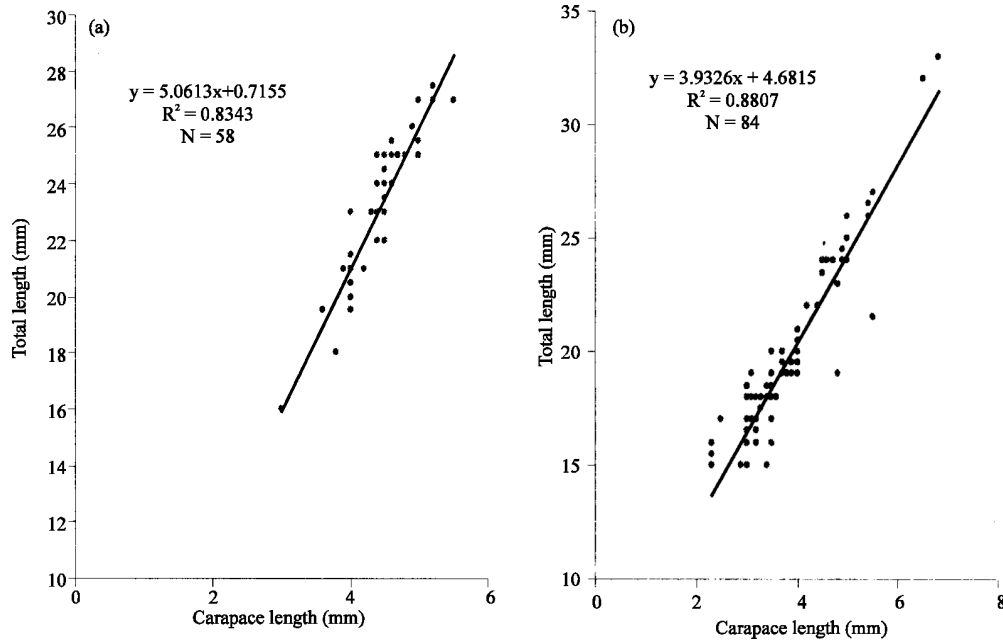 (a)
y = 5.0613x+0.7155
R² = 0.8343
N = 58
Total length (mm)
30
28
26
24
22
20
18
16
14
12
10
0
2
4
6
Carapace length (mm)
(b)
y = 3.9326x + 4.6815
R² = 0.8807
N = 84
Total length (mm)
35
30
25
20
15
10
0
2
4
6
8
Carapace length (mm)